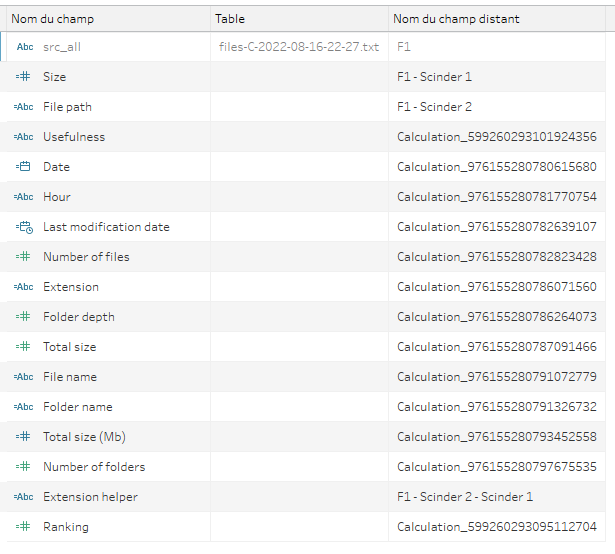 Nom du champ Table Nom du champ distant
Abc src_all files-C-2022-08-16-22-27.txt F1
=# Size F1 - Scinder 1
=Abc File path F1 - Scinder 2
=Abc Usefulness Calculation_599260293101924356
= Date Calculation_976155280780615680
=Abc Hour Calculation_976155280781770754
= Last modification date Calculation_976155280782639107
=# Number of files Calculation_976155280782823428
=Abc Extension Calculation_976155280786071560
=# Folder depth Calculation_976155280786264073
=# Total size Calculation_976155280787091466
=Abc File name Calculation_976155280791072779
=Abc Folder name Calculation_976155280791326732
=# Total size (Mb) Calculation_976155280793452558
=# Number of folders Calculation_976155280797675535
=Abc Extension helper F1 - Scinder 2 - Scinder 1
=# Ranking Calculation_599260293095112704